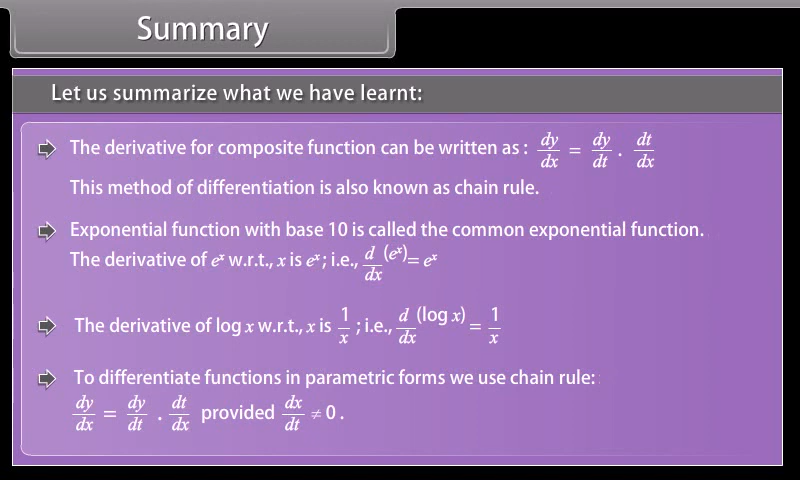 Summary
Let us summarize what we have learnt:
The derivative for composite function can be written as : dy/dx = dy/dt . dt/dx
This method of differentiation is also known as chain rule.
Exponential function with base 10 is called the common exponential function.
The derivative of eˣ w.r.t., x is eˣ; i.e., d/dx (eˣ) = eˣ
The derivative of log x w.r.t., x is 1/x ; i.e., d/dx (log x) = 1/x
To differentiate functions in parametric forms we use chain rule:
dy/dx = dy/dt . dt/dx provided dx/dt ≠ 0 .